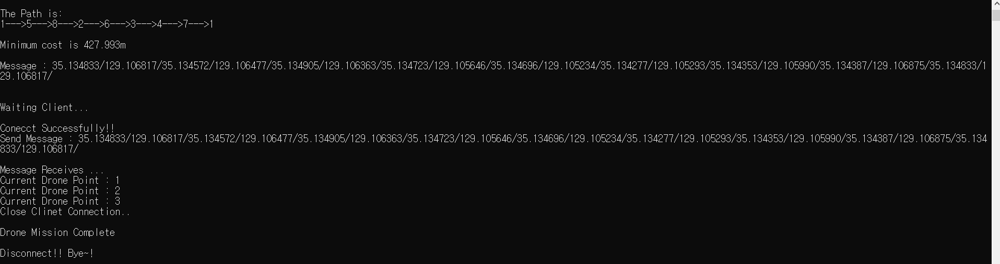 The Path is:
1--->5--->8--->2--->6--->3--->4--->7--->1
Minimum cost is 427.993m
Message : 35.134833/129.106817/35.134572/129.106477/35.134905/129.106363/35.134723/129.105646/35.134696/129.105234/35.134277/129.105293/35.134353/129.105990/35.134387/129.106875/35.134833/1
29.106817/
Waiting Client...
Conecct Successfully!!
Send Message : 35.134833/129.106817/35.134572/129.106477/35.134905/129.106363/35.134723/129.105646/35.134696/129.105234/35.134277/129.105293/35.134353/129.105990/35.134387/129.106875/35.134
833/129.106817/
Message Receives ...
Current Drone Point : 1
Current Drone Point : 2
Current Drone Point : 3
Close Clinet Connection..
Drone Mission Complete
Disconnect!! Bye~!